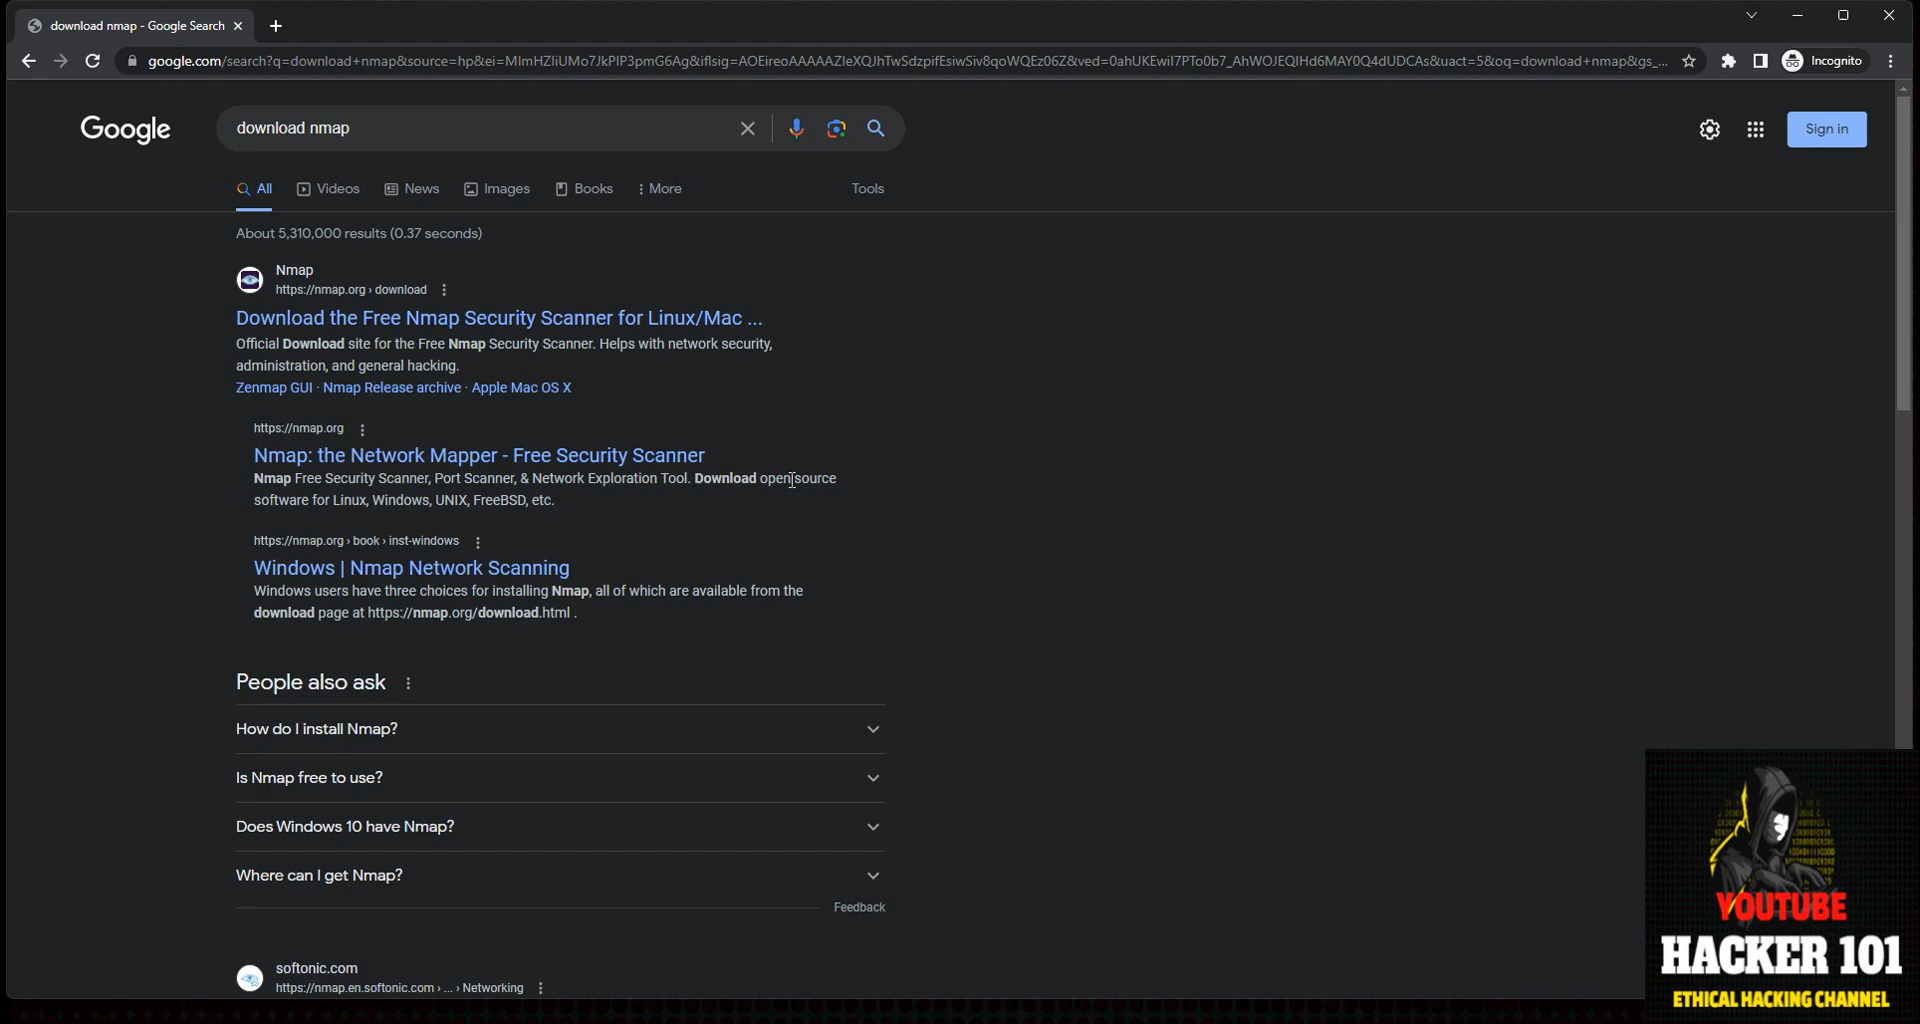 download nmap - Google Search
google.com/search?q=download+nmap&source=hp&ei=MImHZIiUMo7JkPIP3pmG6Ag&iflsig=AOEireoAAAAAZIeXQJhTwSdzpifEsiwSiv8qoWQEz06Z&ved=0ahUKEwiI7PTo0b7_AhWOJEQIHd6MAY0Q4dUDCAs&uact=5&oq=download+nmap&gs_...
Incognito
Google
download nmap
Sign in
All Videos News Images Books More Tools
About 5,310,000 results (0.37 seconds)
Nmap
https://nmap.org › download
Download the Free Nmap Security Scanner for Linux/Mac ...
Official Download site for the Free Nmap Security Scanner. Helps with network security,
administration, and general hacking.
Zenmap GUI · Nmap Release archive · Apple Mac OS X
https://nmap.org
Nmap: the Network Mapper - Free Security Scanner
Nmap Free Security Scanner, Port Scanner, & Network Exploration Tool. Download open source
software for Linux, Windows, UNIX, FreeBSD, etc.
https://nmap.org › book › inst-windows
Windows | Nmap Network Scanning
Windows users have three choices for installing Nmap, all of which are available from the
download page at https://nmap.org/download.html .
People also ask
How do I install Nmap?
Is Nmap free to use?
Does Windows 10 have Nmap?
Where can I get Nmap?
Feedback
softonic.com
https://nmap.en.softonic.com › ... › Networking
YOUTUBE
HACKER 101
ETHICAL HACKING CHANNEL